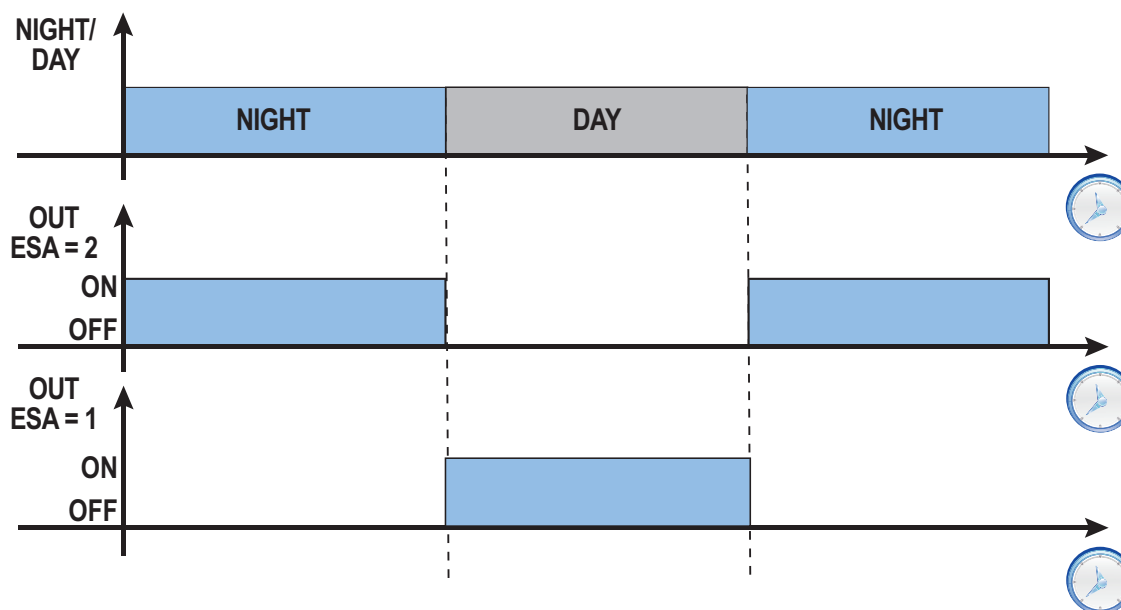 NIGHT/
DAY
NIGHT DAY NIGHT
OUT
ESA = 2
ON
OFF
OUT
ESA = 1
ON
OFF